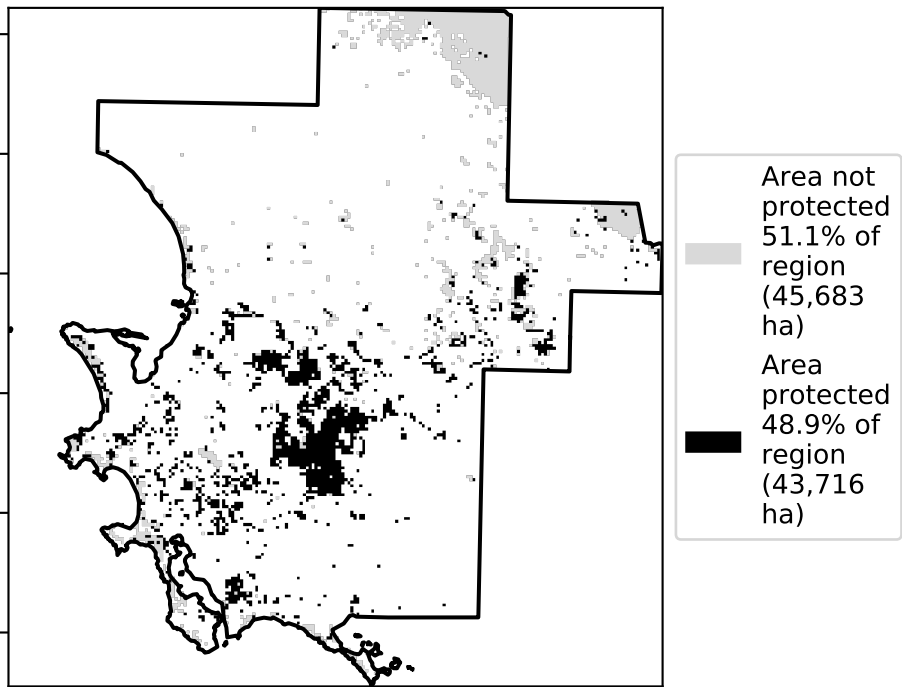 Area not
protected
51.1% of
region
(45,683
ha)
Area
protected
48.9% of
region
(43,716
ha)